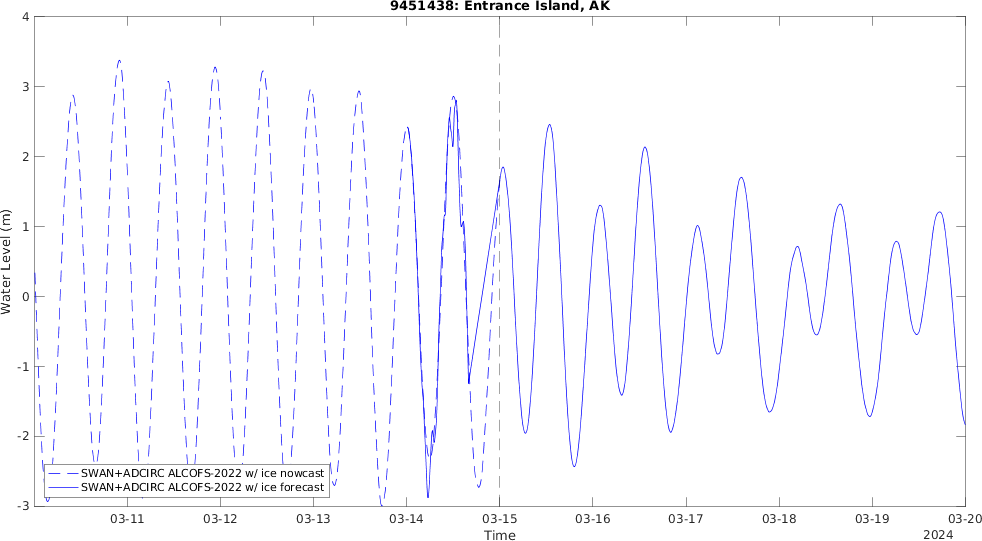 9451438: Entrance Island, AK
4
3
2
1
0
-1
-2
-3
Water Level (m)
SWAN+ADCIRC ALCOFS-2022 w/ ice nowcast
SWAN+ADCIRC ALCOFS-2022 w/ ice forecast
03-11 03-12 03-13 03-14 03-15 03-16 03-17 03-18 03-19 03-20
Time
2024